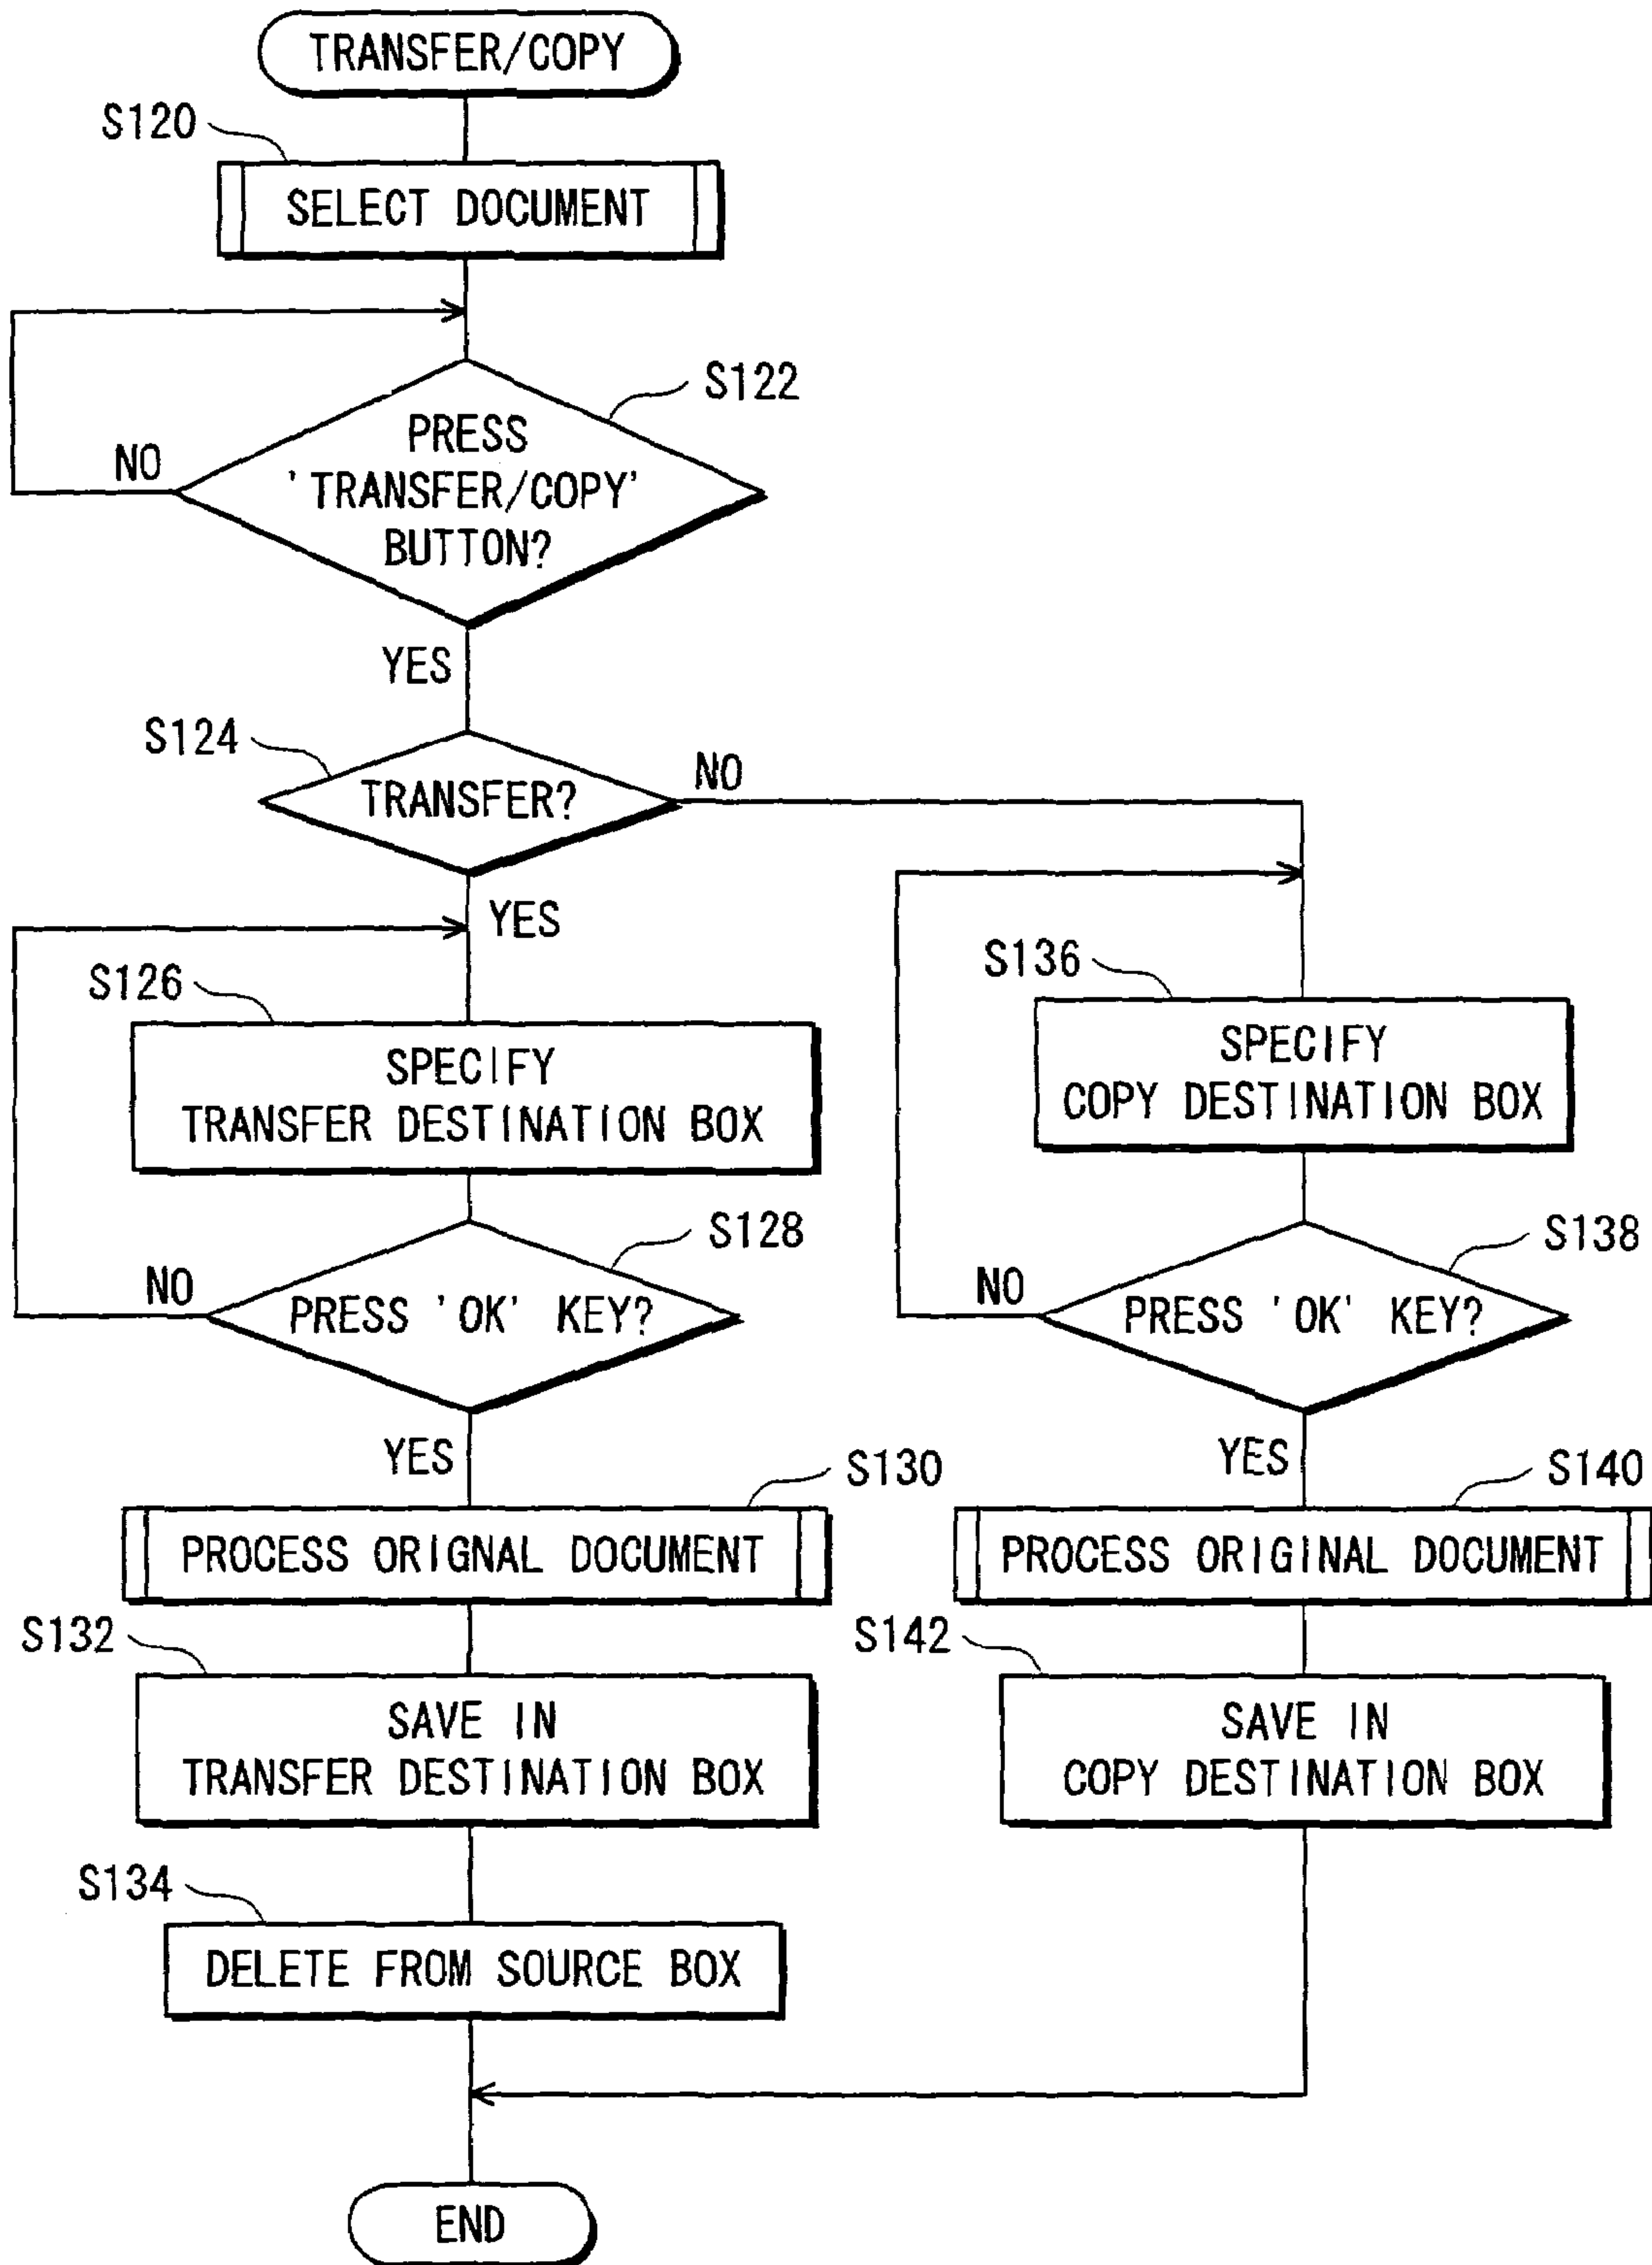 TRANSFER/COPY
S120
SELECT DOCUMENT
S122
PRESS
'TRANSFER/COPY'
BUTTON?
NO
YES
S124
TRANSFER?
NO
YES
S126
SPECIFY
TRANSFER DESTINATION BOX
S128
PRESS 'OK' KEY?
NO
YES
S130
PROCESS ORIGNAL DOCUMENT
S132
SAVE IN
TRANSFER DESTINATION BOX
S134
DELETE FROM SOURCE BOX
S136
SPECIFY
COPY DESTINATION BOX
S138
PRESS 'OK' KEY?
NO
YES
S140
PROCESS ORIGINAL DOCUMENT
S142
SAVE IN
COPY DESTINATION BOX
END